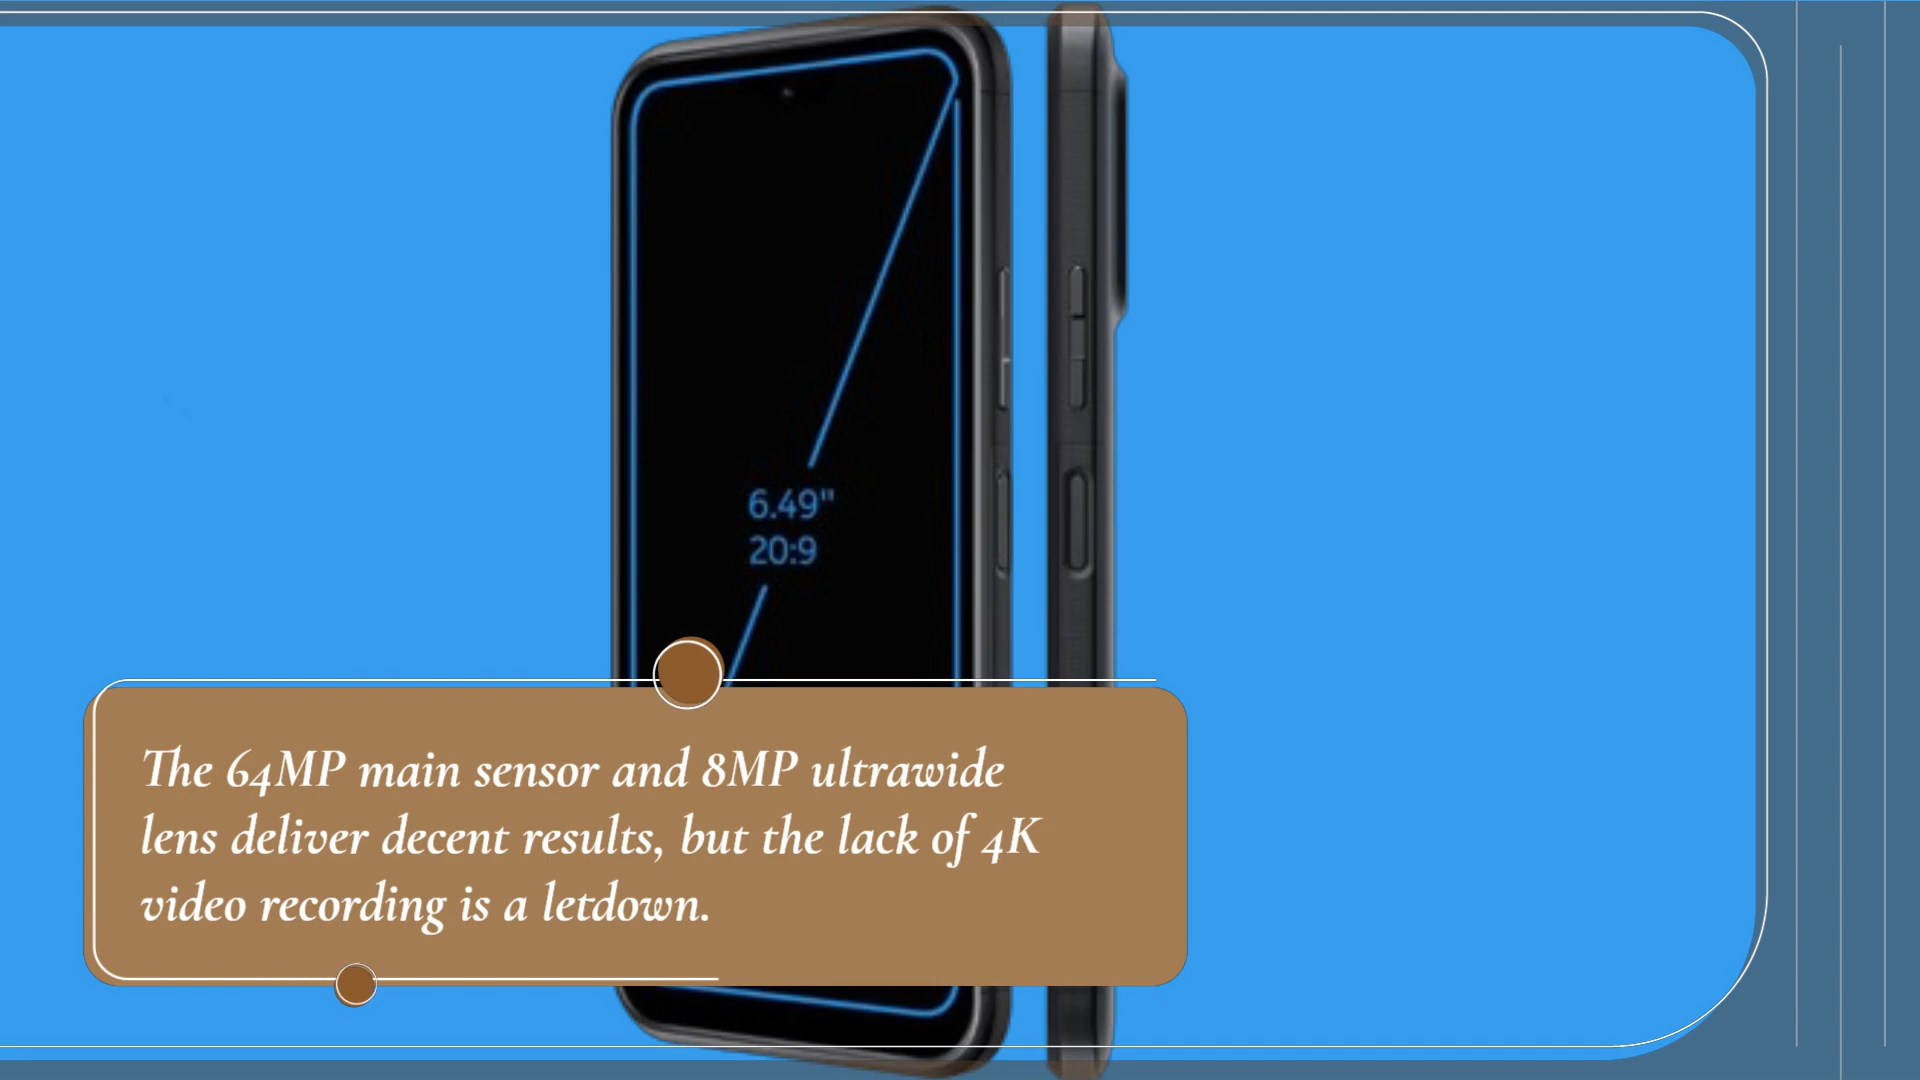 6.49"
20:9
The 64MP main sensor and 8MP ultrawide
lens deliver decent results, but the lack of 4K
video recording is a letdown.